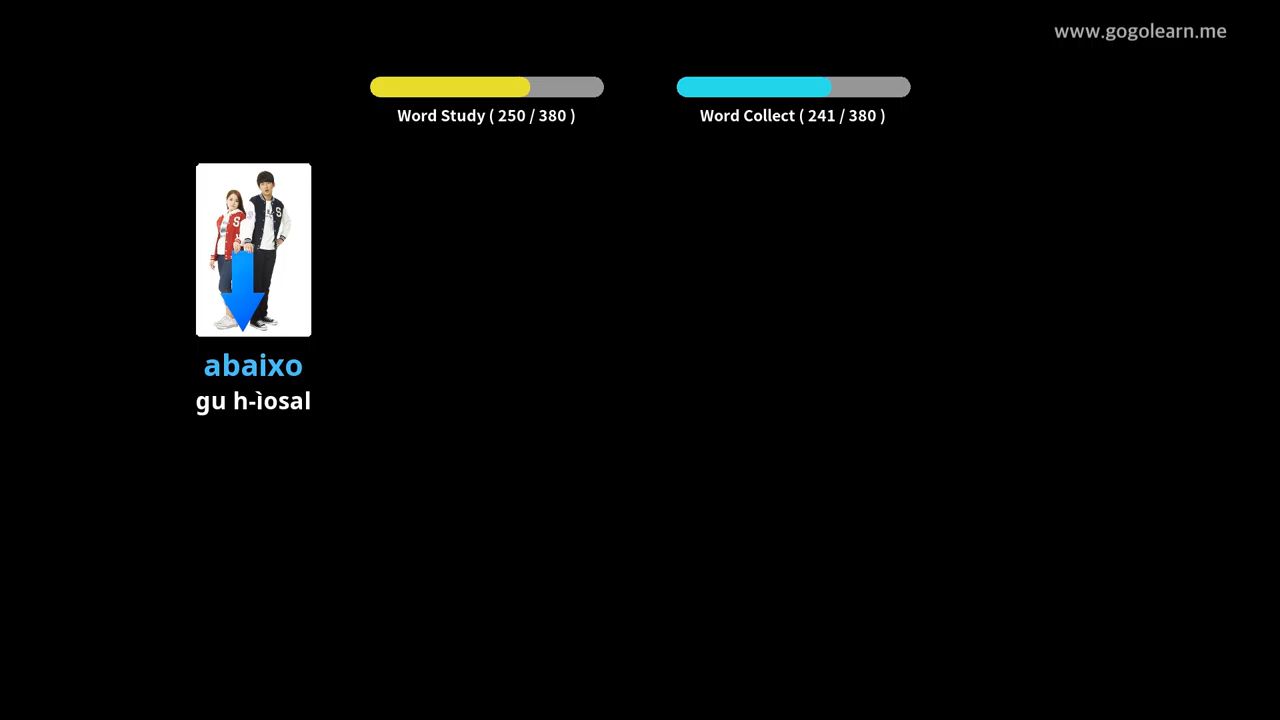 www.gogolearn.me
Word Study ( 250 / 380 )
Word Collect ( 241 / 380 )
S
S
abaixo
gu h-ìosal